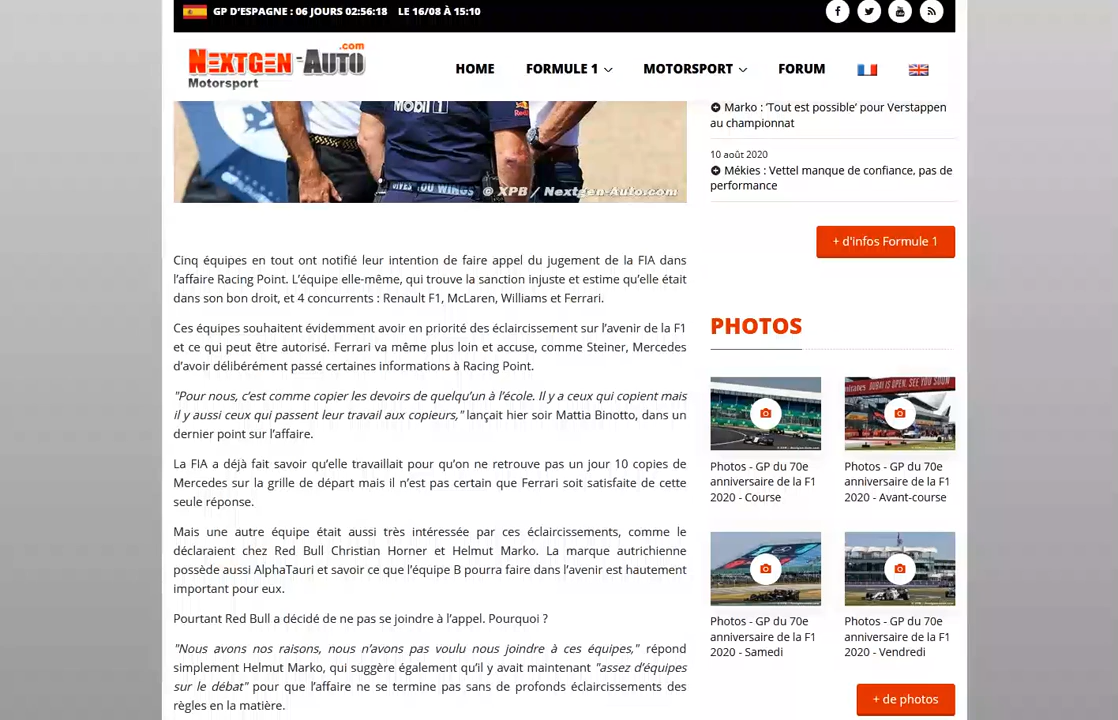 GP D'ESPAGNE : 06 JOURS 02:56:18 LE 16/08 À 15:10
NEXTGEN-AUTO
.com
Motorsport
HOME
FORMULE 1
MOTORSPORT
FORUM
Mobil 1
Red Bull
GIVES YOU WINGS
© XPB / Nextgen-Auto.com
Cinq équipes en tout ont notifié leur intention de faire appel du jugement de la FIA dans
l'affaire Racing Point. L'équipe elle-même, qui trouve la sanction injuste et estime qu'elle était
dans son bon droit, et 4 concurrents : Renault F1, McLaren, Williams et Ferrari.
Ces équipes souhaitent évidemment avoir en priorité des éclaircissement sur l'avenir de la F1
et ce qui peut être autorisé. Ferrari va même plus loin et accuse, comme Steiner, Mercedes
d'avoir délibérément passé certaines informations à Racing Point.
"Pour nous, c'est comme copier les devoirs de quelqu'un à l'école. Il y a ceux qui copient mais
il y aussi ceux qui passent leur travail aux copieurs," lançait hier soir Mattia Binotto, dans un
dernier point sur l'affaire.
La FIA a déjà fait savoir qu'elle travaillait pour qu'on ne retrouve pas un jour 10 copies de
Mercedes sur la grille de départ mais il n'est pas certain que Ferrari soit satisfaite de cette
seule réponse.
Mais une autre équipe était aussi très intéressée par ces éclaircissements, comme le
déclaraient chez Red Bull Christian Horner et Helmut Marko. La marque autrichienne
possède aussi AlphaTauri et savoir ce que l'équipe B pourra faire dans l'avenir est hautement
important pour eux.
Pourtant Red Bull a décidé de ne pas se joindre à l'appel. Pourquoi ?
"Nous avons nos raisons, nous n'avons pas voulu nous joindre à ces équipes," répond
simplement Helmut Marko, qui suggère également qu'il y avait maintenant "assez d'équipes
sur le débat" pour que l'affaire ne se termine pas sans de profonds éclaircissements des
règles en la matière.
Marko : 'Tout est possible' pour Verstappen
au championnat
10 août 2020
Mékies : Vettel manque de confiance, pas de
performance
+ d'infos Formule 1
PHOTOS
DUBAI IS OPEN. SEE YOU SOON
Photos - GP du 70e
anniversaire de la F1
2020 - Course
Photos - GP du 70e
anniversaire de la F1
2020 - Avant-course
Photos - GP du 70e
anniversaire de la F1
2020 - Samedi
Photos - GP du 70e
anniversaire de la F1
2020 - Vendredi
+ de photos